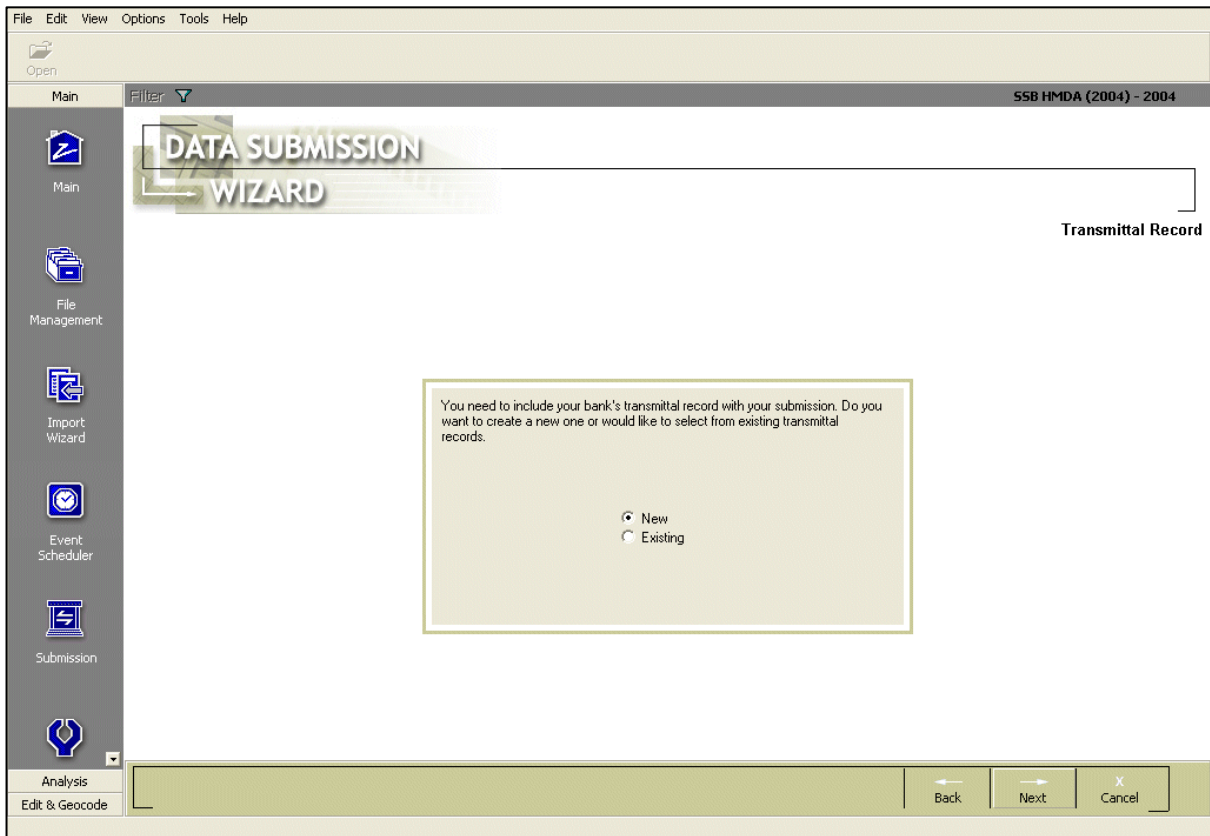 File Edit View Options Tools Help
Open
Main
Filter
SSB HMDA (2004) - 2004
DATA SUBMISSION
WIZARD
Transmittal Record
Main
File
Management
Import
Wizard
Event
Scheduler
Submission
You need to include your bank's transmittal record with your submission. Do you
want to create a new one or would like to select from existing transmittal
records.
New
Existing
Analysis
Edit & Geocode
Back
Next
X
Cancel